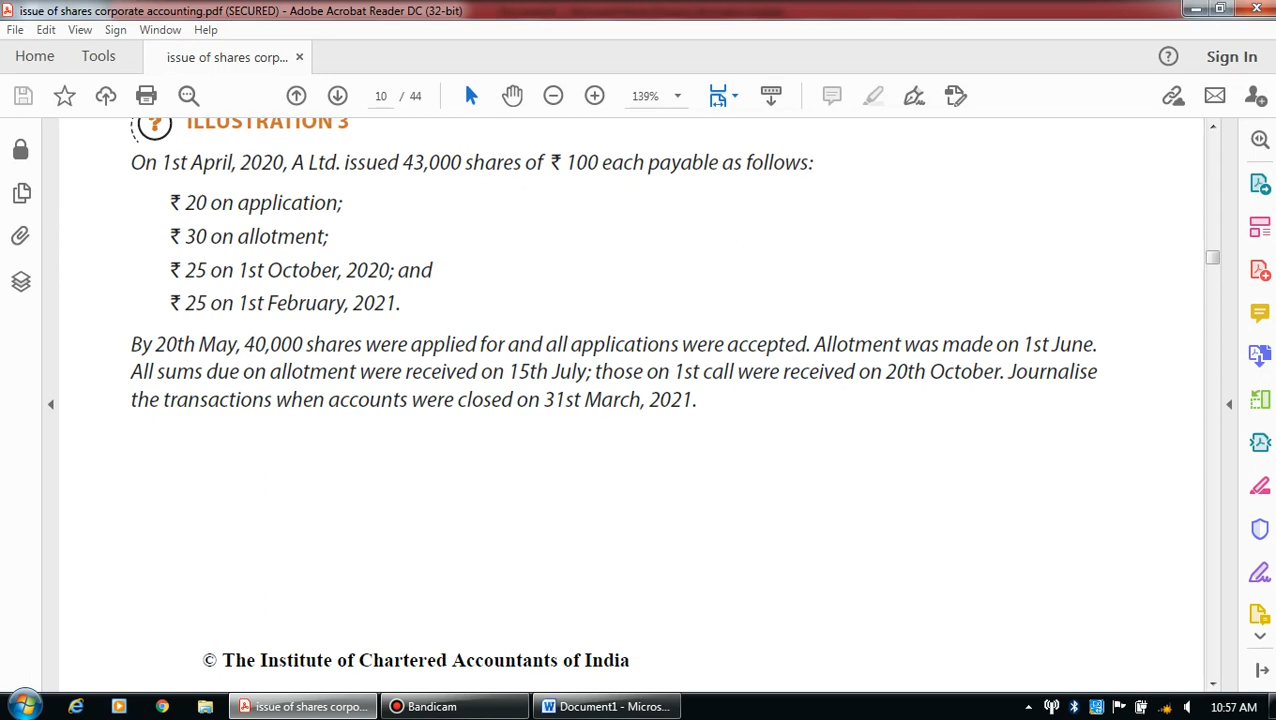 issue of shares corporate accounting.pdf (SECURED) - Adobe Acrobat Reader DC (32-bit)
File Edit View Sign Window Help
Home Tools issue of shares corp... × Sign In
10 / 44 139%
ILLUSTRATION 3
On 1st April, 2020, A Ltd. issued 43,000 shares of ₹ 100 each payable as follows:
₹ 20 on application;
₹ 30 on allotment;
₹ 25 on 1st October, 2020; and
₹ 25 on 1st February, 2021.
By 20th May, 40,000 shares were applied for and all applications were accepted. Allotment was made on 1st June.
All sums due on allotment were received on 15th July; those on 1st call were received on 20th October. Journalise
the transactions when accounts were closed on 31st March, 2021.
© The Institute of Chartered Accountants of India
issue of shares corpo... Bandicam Document1 - Micros... 10:57 AM